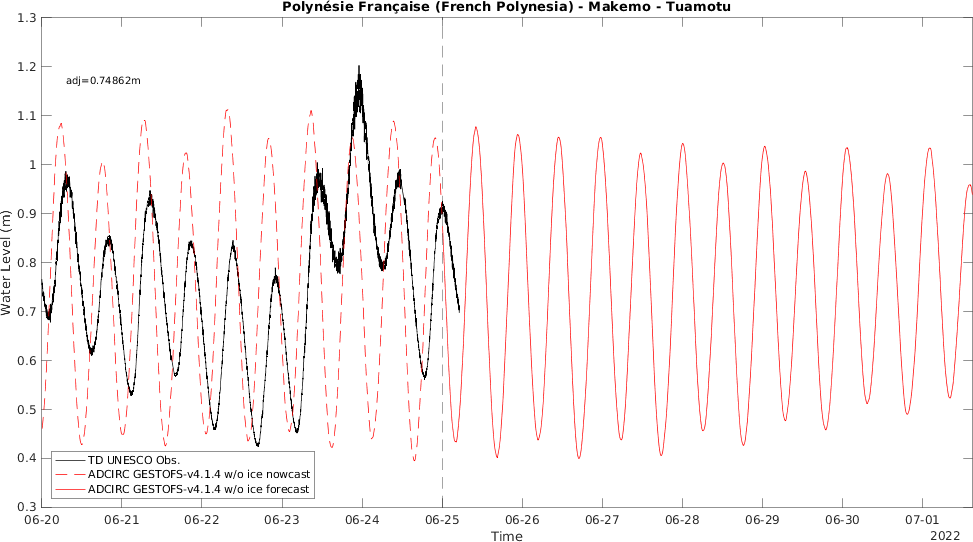 Polynésie Française (French Polynesia) - Makemo - Tuamotu
1.3
1.2
adj=0.74862m
1.1
1
0.9
0.8
0.7
0.6
0.5
0.4
0.3
Water Level (m)
TD UNESCO Obs.
ADCIRC GESTOFS-v4.1.4 w/o ice nowcast
ADCIRC GESTOFS-v4.1.4 w/o ice forecast
06-20 06-21 06-22 06-23 06-24 06-25 06-26 06-27 06-28 06-29 06-30 07-01
Time
2022